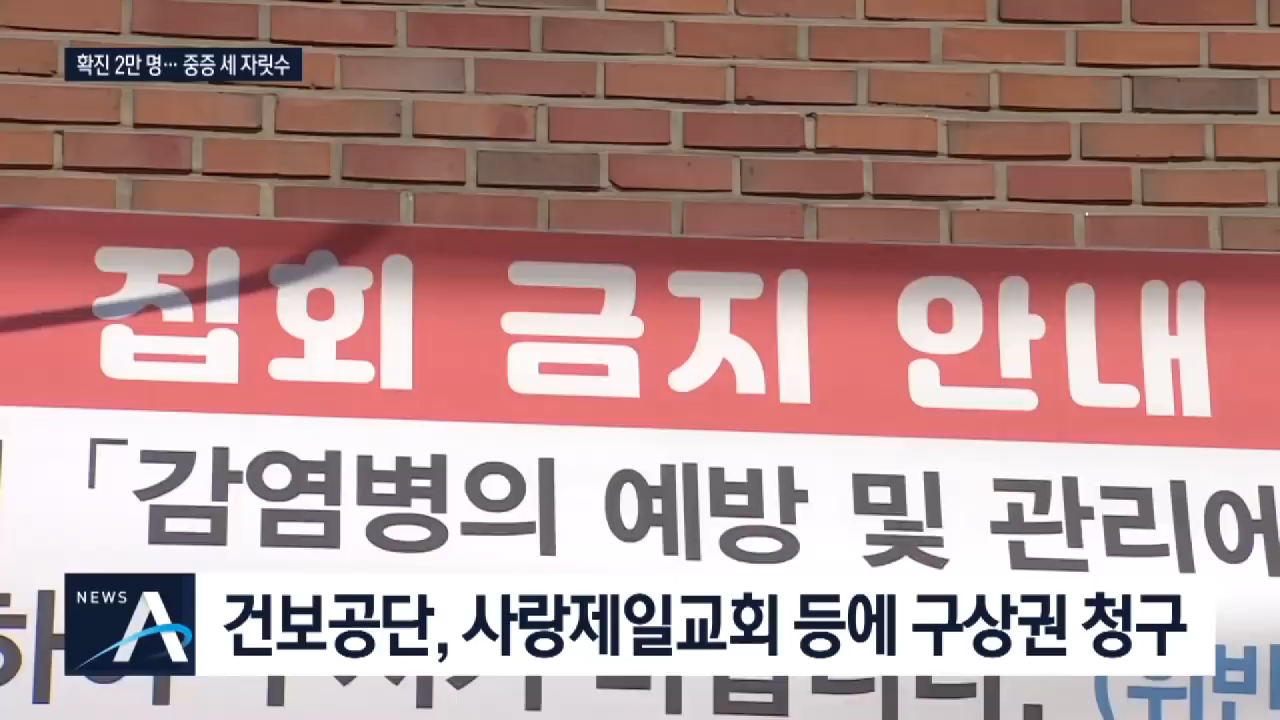 확진 2만 명… 중증 세 자릿수
집회 금지 안내
「감염병의 예방 및 관리에
NEWS A
건보공단, 사랑제일교회 등에 구상권 청구
(위반